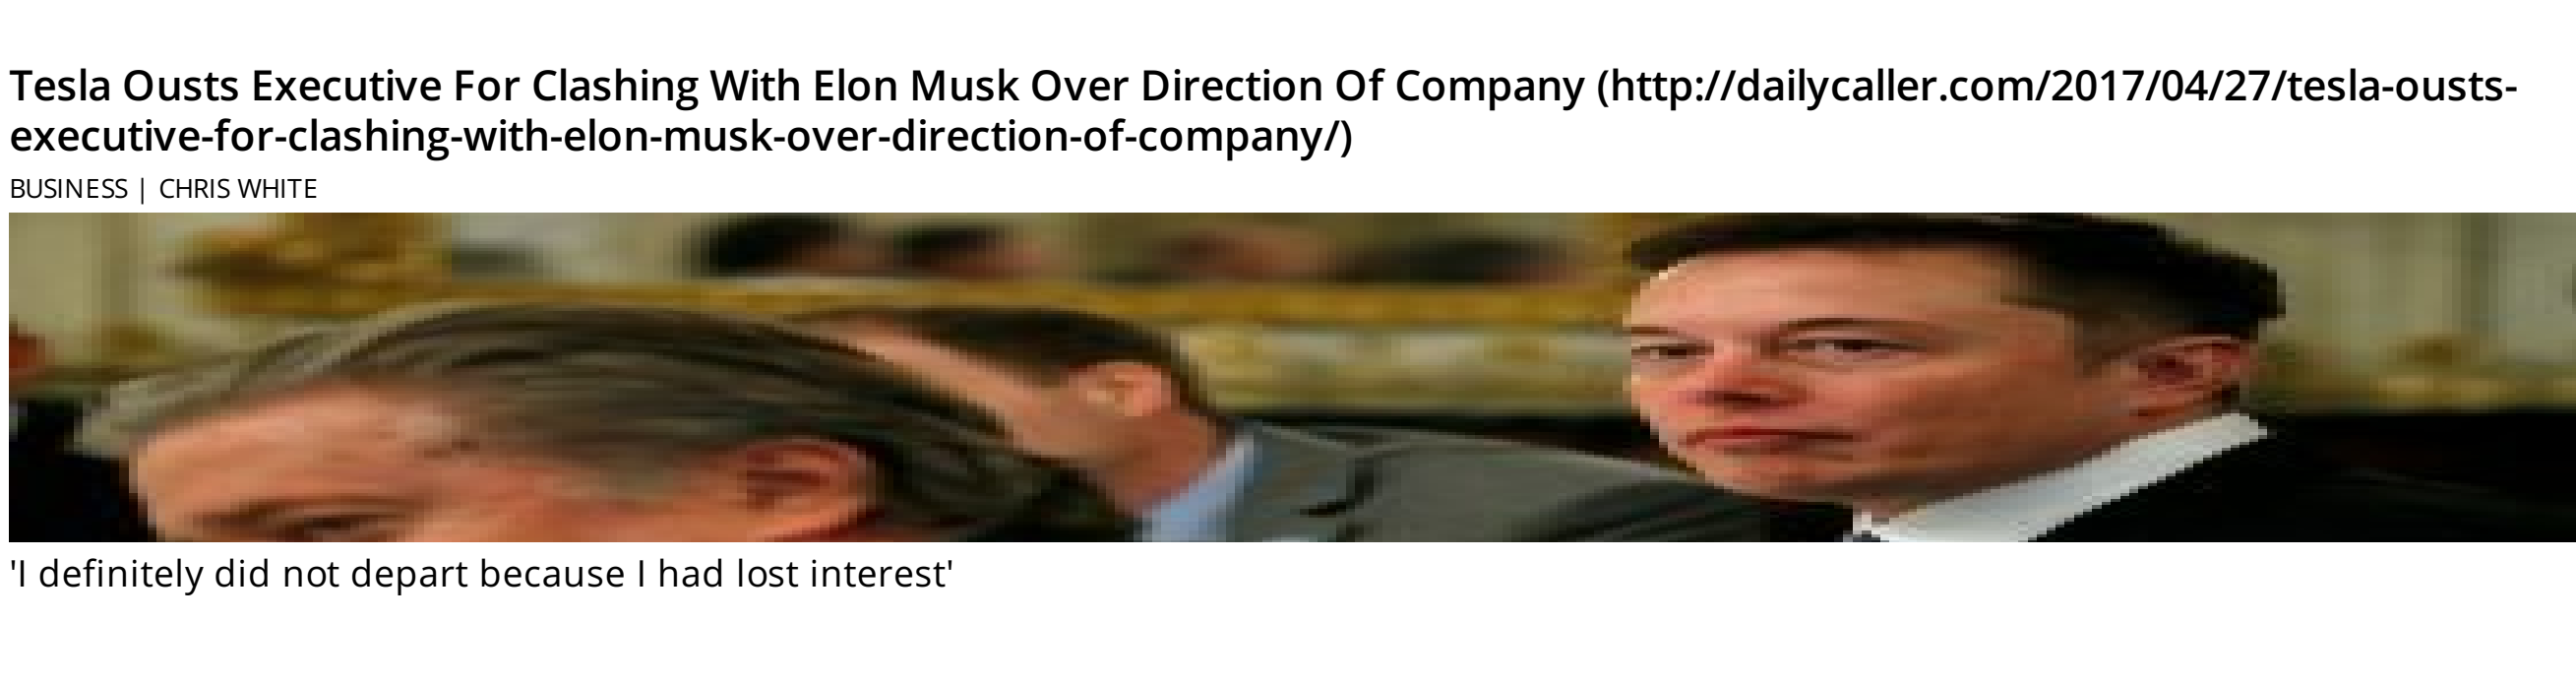 Tesla Ousts Executive For Clashing With Elon Musk Over Direction Of Company (http://dailycaller.com/2017/04/27/tesla-ousts-
executive-for-clashing-with-elon-musk-over-direction-of-company/)
BUSINESS | CHRIS WHITE
'I definitely did not depart because I had lost interest'